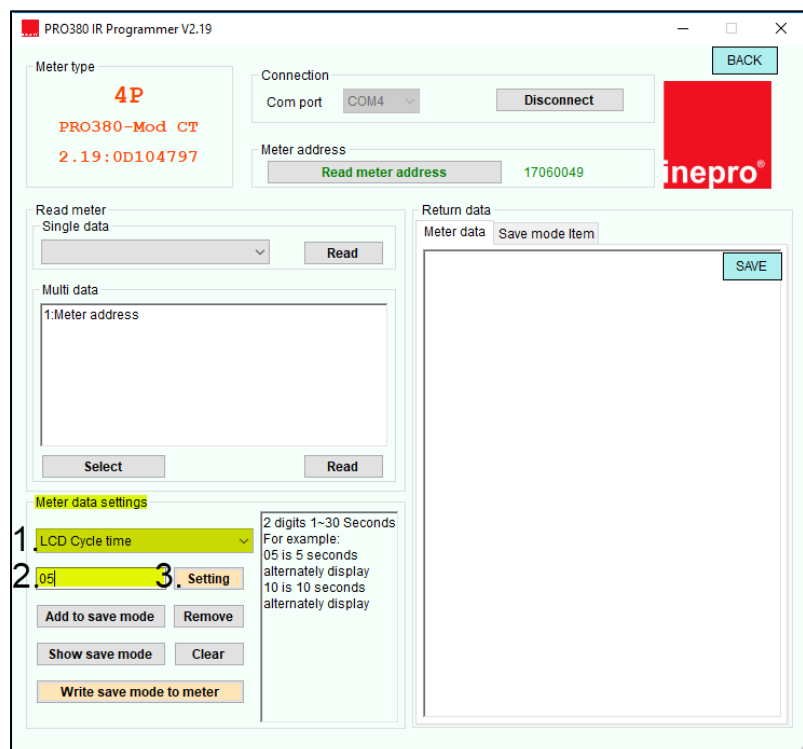 PRO380 IR Programmer V2.19
BACK
Meter type
4P
PRO380-Mod CT
2.19:0D104797
Connection
Com port
COM4
Disconnect
Meter address
Read meter address
17060049
inepro®
Read meter
Single data
Read
Multi data
1:Meter address
Select
Read
Return data
Meter data
Save mode Item
SAVE
Meter data settings
1.
LCD Cycle time
2.
05
3.
Setting
Add to save mode
Remove
Show save mode
Clear
Write save mode to meter
2 digits 1~30 Seconds
For example:
05 is 5 seconds
alternately display
10 is 10 seconds
alternately display